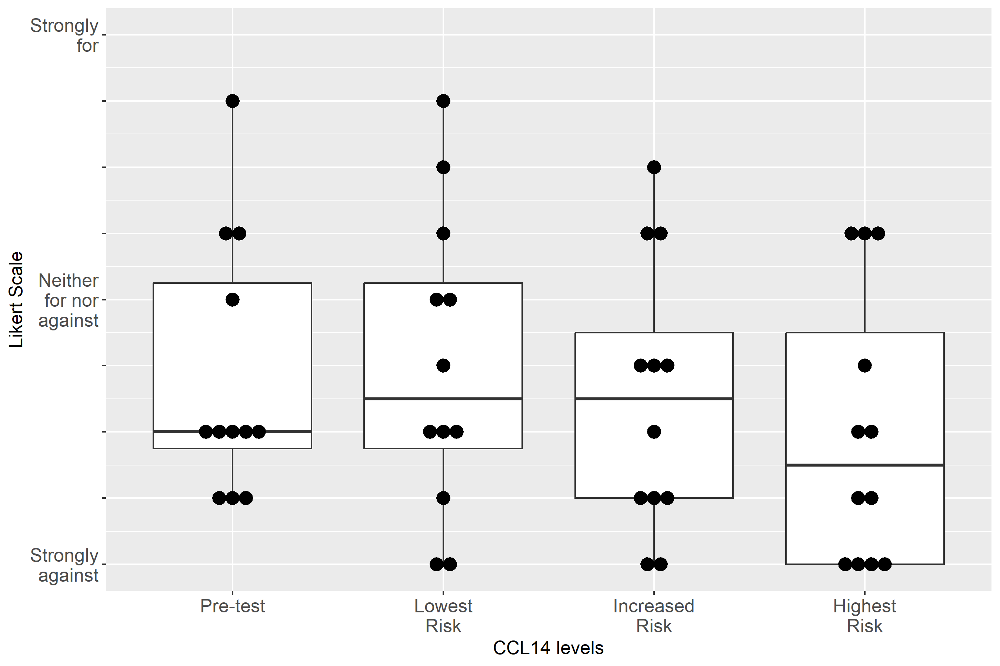 Strongly
for
Neither
for nor
against
Strongly
against
Likert Scale
Pre-test
Lowest
Risk
Increased
Risk
Highest
Risk
CCL14 levels